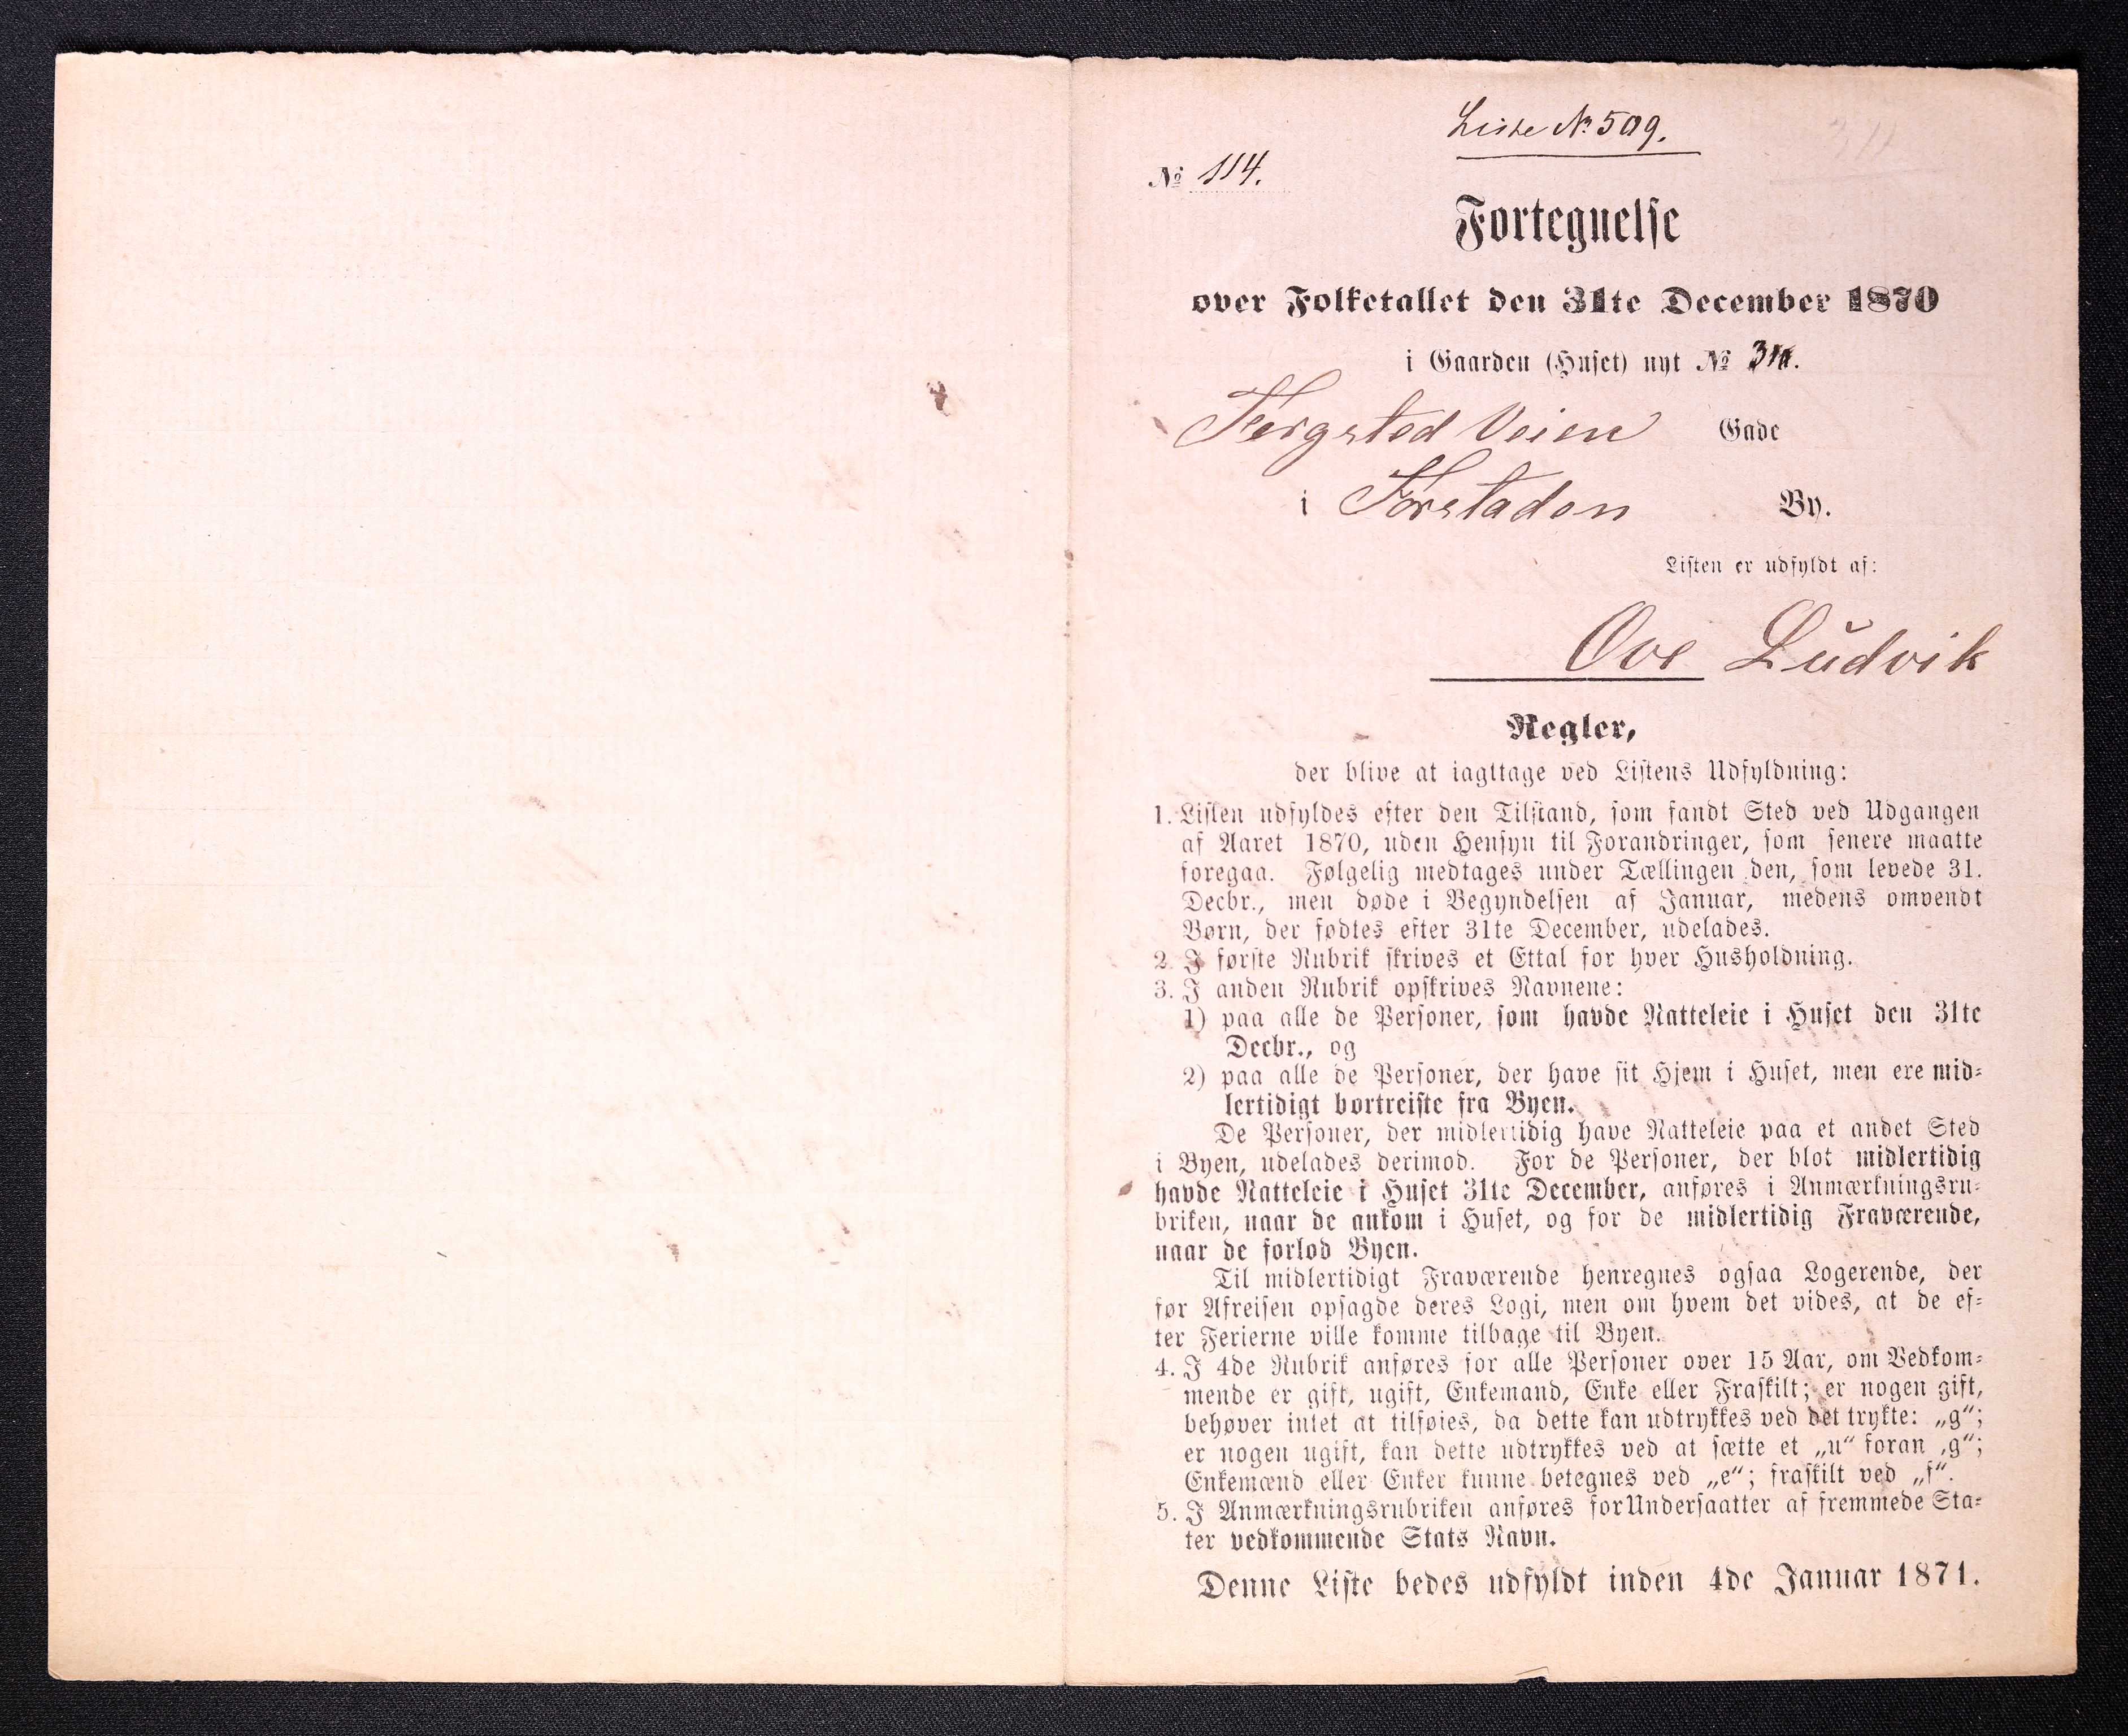 Liste № 509.
№ 114.
Fortegnelse
over Folketallet den 31te December 1870
i Gaarden (Huset) nyt №
Veien Gade
i Forstaden By.
Listen er udfyldt af:
Ove Ludvik
Regler,
der blive at iagttage ved Listens Udfyldning:
1. Listen udfyldes efter den Tilstand, som fandt Sted ved Udgangen
af Aaret 1870, uden Hensyn til Forandringer, som senere maatte
foregaa. Følgelig medtages under Tællingen den, som levede 31.
Decbr., men døde i Begyndelsen af Januar, medens omvendt
Børn, der fødtes efter 31te December, udelades.
2. I første Rubrik skrives et Ettal for hver Husholdning.
3. I anden Rubrik opskrives Navnene:
1) paa alle de Personer, som havde Natteleie i Huset den 31te
Decbr., og
2) paa alle de Personer, der have sit Hjem i Huset, men ere mid-
lertidigt bortreiste fra Byen.
De Personer, der midlertidig have Natteleie paa et andet Sted
i Byen, udelades derimod. For de Personer, der blot midlertidig
havde Natteleie i Huset 31te December, anføres i Anmærkningsru-
briken, naar de ankom i Huset, og for de midlertidig Fraværende,
naar de forlod Byen.
Til midlertidigt Fraværende henregnes ogsaa Logerende, der
før Afreisen opsagde deres Logi, men om hvem det vides, at de ef-
ter Ferierne ville komme tilbage til Byen.
4. I 4de Rubrik anføres for alle Personer over 15 Aar, om Vedkom-
mende er gift, ugift, Enkemand, Enke eller Fraskilt; er nogen gift,
behøver intet at tilføies, da dette kan udtrykkes ved det trykte: „g“;
er nogen ugift, kan dette udtrykkes ved at sætte et „u“ foran „g“;
Enkemænd eller Enker kunne betegnes ved „e“; fraskilt ved „f“.
5. I Anmærkningsrubriken anføres for Undersaatter af fremmede Sta-
ter vedkommende Stats Navn.
Denne Liste bedes udfyldt inden 4de Januar 1871.